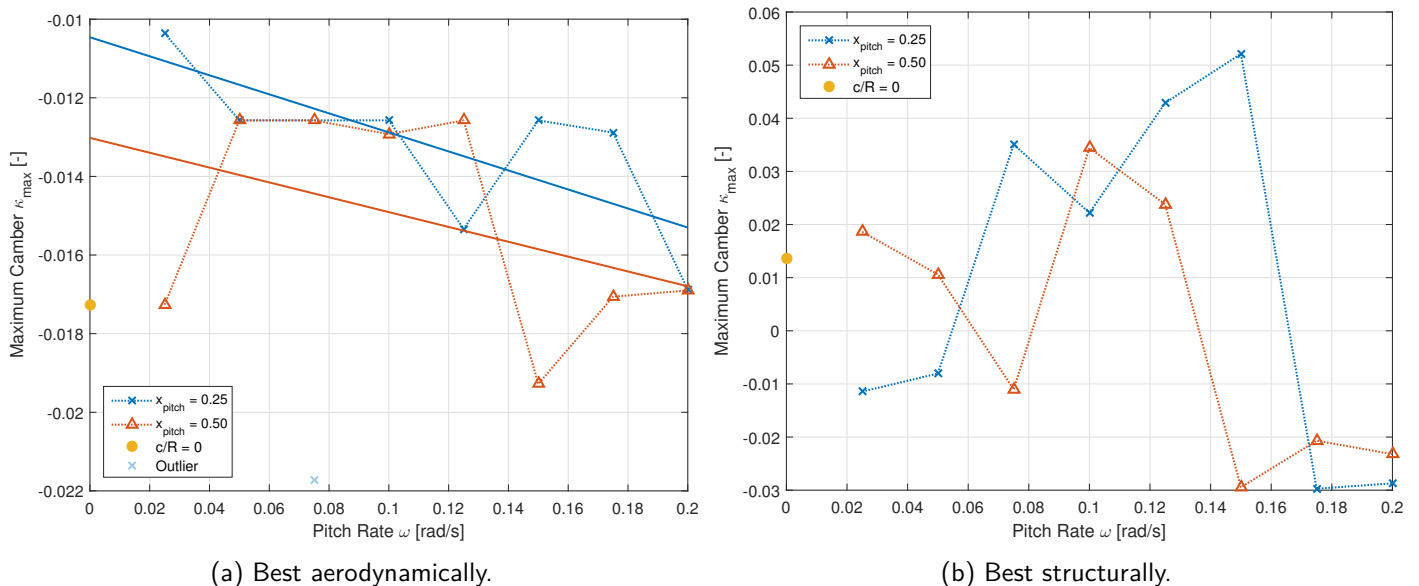 -0.01
-0.012
-0.014
-0.016
-0.018
-0.02
-0.022
Maximum Camber κmax [-]
xpitch = 0.25
xpitch = 0.50
c/R = 0
Outlier
0 0.02 0.04 0.06 0.08 0.1 0.12 0.14 0.16 0.18 0.2
Pitch Rate ω [rad/s]
(a) Best aerodynamically.
0.06
0.05
0.04
0.03
0.02
0.01
0
-0.01
-0.02
-0.03
Maximum Camber κmax [-]
xpitch = 0.25
xpitch = 0.50
c/R = 0
0 0.02 0.04 0.06 0.08 0.1 0.12 0.14 0.16 0.18 0.2
Pitch Rate ω [rad/s]
(b) Best structurally.